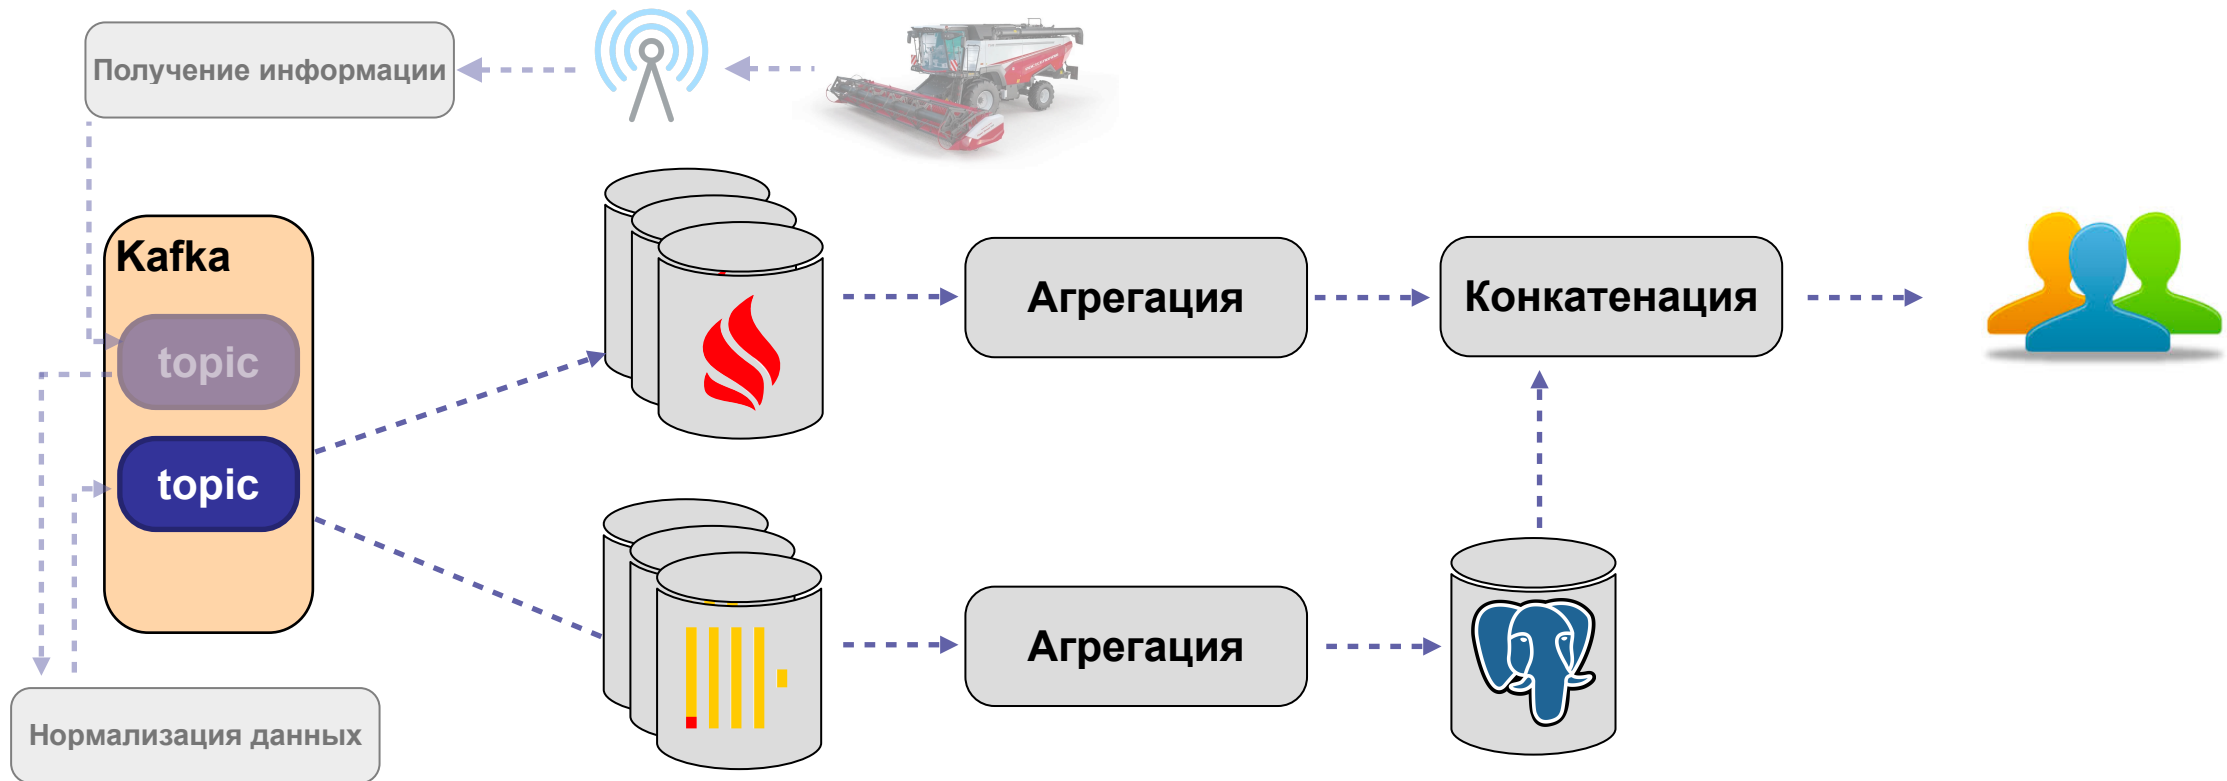 Получение информации
Kafka
topic
topic
Нормализация данных
Агрегация
Конкатенация
Агрегация